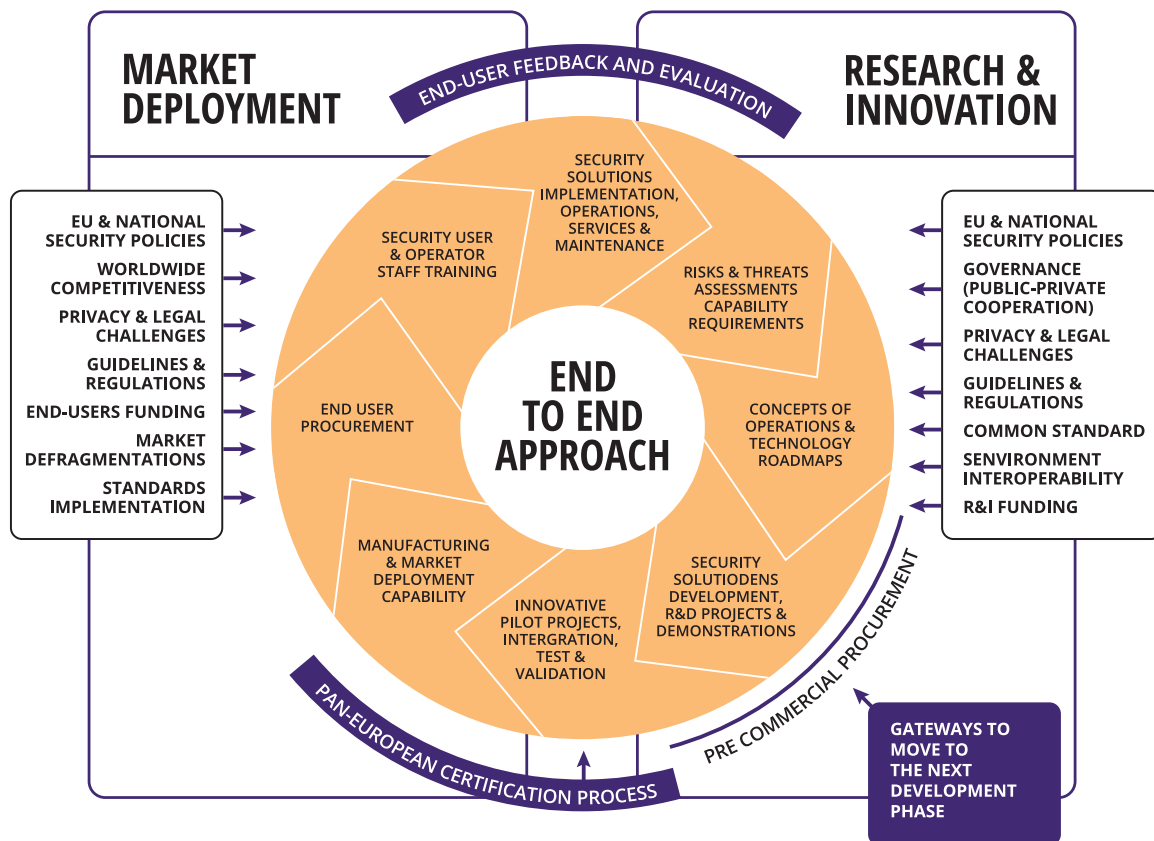 MARKET
DEPLOYMENT
END-USER FEEDBACK AND EVALUATION
RESEARCH &
INNOVATION
EU & NATIONAL
SECURITY POLICIES
WORLDWIDE
COMPETITIVENESS
PRIVACY & LEGAL
CHALLENGES
GUIDELINES &
REGULATIONS
END-USERS FUNDING
MARKET
DEFRAGMENTATIONS
STANDARDS
IMPLEMENTATION
SECURITY
SOLUTIONS
IMPLEMENTATION,
OPERATIONS,
SERVICES &
MAINTENANCE
RISKS & THREATS
ASSESSMENTS
CAPABILITY
REQUIREMENTS
CONCEPTS OF
OPERATIONS &
TECHNOLOGY
ROADMAPS
SECURITY
SOLUTIODENS
DEVELOPMENT,
R&D PROJECTS &
DEMONSTRATIONS
INNOVATIVE
PILOT PROJECTS,
INTERGRATION,
TEST &
VALIDATION
MANUFACTURING
& MARKET
DEPLOYMENT
CAPABILITY
END USER
PROCUREMENT
SECURITY USER
& OPERATOR
STAFF TRAINING
END
TO END
APPROACH
EU & NATIONAL
SECURITY POLICIES
GOVERNANCE
(PUBLIC-PRIVATE
COOPERATION)
PRIVACY & LEGAL
CHALLENGES
GUIDELINES &
REGULATIONS
COMMON STANDARD
SENVIRONMENT
INTEROPERABILITY
R&I FUNDING
PRE COMMERCIAL PROCUREMENT
PAN-EUROPEAN CERTIFICATION PROCESS
GATEWAYS TO
MOVE TO
THE NEXT
DEVELOPMENT
PHASE